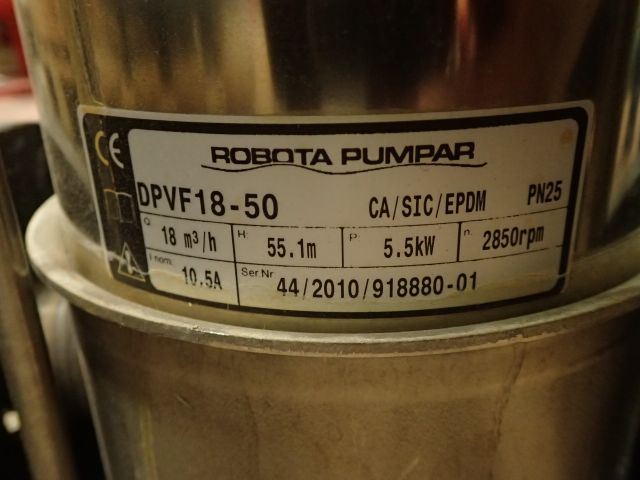 CE
ROBOTA PUMPAR
DPVF18-50 CA/SIC/EPDM PN25
Q 18 m³/h H: 55.1m P: 5.5kW n: 2850rpm
I nom: 10.5A Ser.Nr 44/2010/918880-01